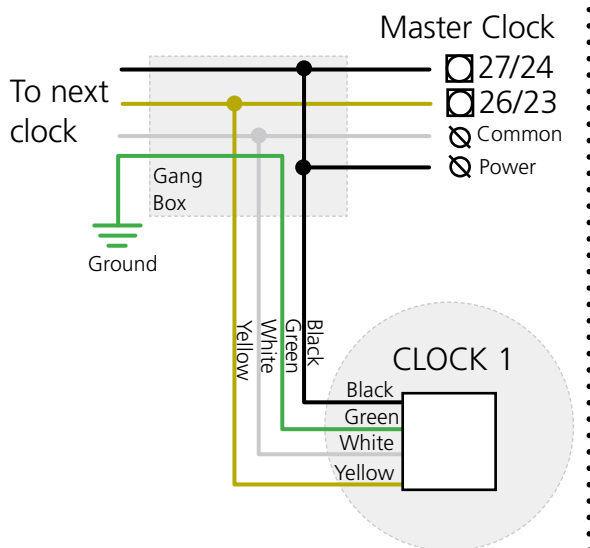 Master Clock
27/24
To next
clock
26/23
Common
Power
Gang
Box
Ground
Yellow
White
Green
Black
CLOCK 1
Black
Green
White
Yellow